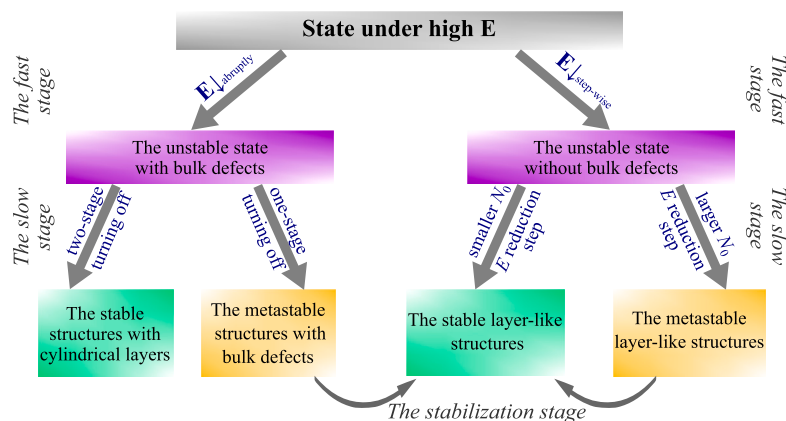 State under high E
The fast
stage
E↓abruptly
E↓step-wise
The fast
stage
The unstable state
with bulk defects
The unstable state
without bulk defects
The slow
stage
two-stage
turning off
one-stage
turning off
smaller N₀
E reduction
step
larger N₀
E reduction
step
The slow
stage
The stable
structures with
cylindrical layers
The metastable
structures with
bulk defects
The stable layer-like
structures
The metastable
layer-like structures
The stabilization stage